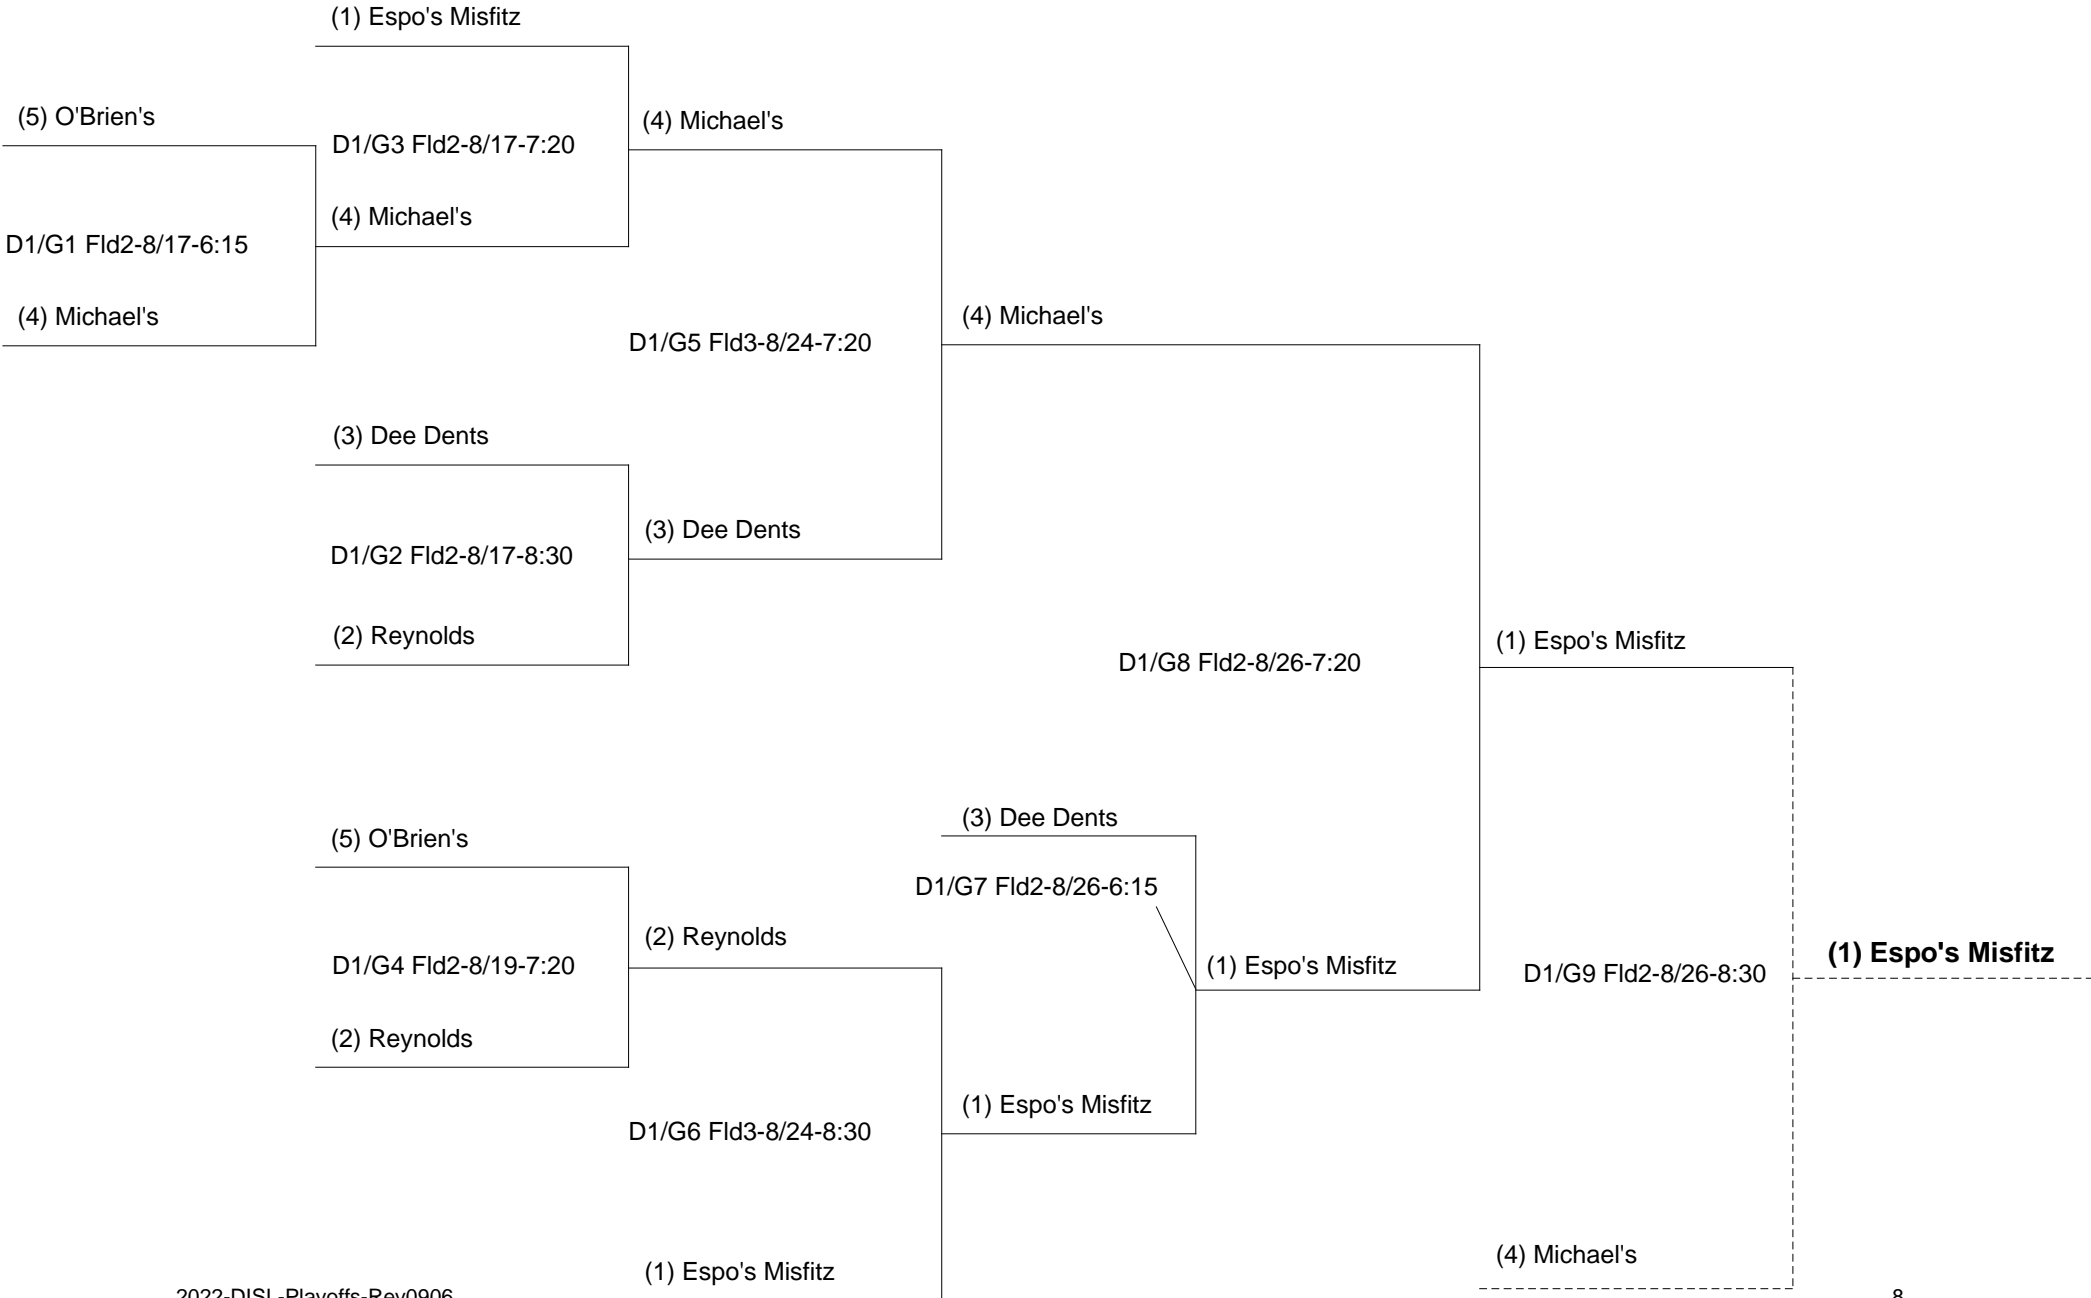 (1) Espo's Misfitz
(5) O'Brien's
(4) Michael's
D1/G3 Fld2-8/17-7:20
(4) Michael's
D1/G1 Fld2-8/17-6:15
(4) Michael's
(4) Michael's
D1/G5 Fld3-8/24-7:20
(3) Dee Dents
(3) Dee Dents
D1/G2 Fld2-8/17-8:30
(2) Reynolds
(1) Espo's Misfitz
D1/G8 Fld2-8/26-7:20
(3) Dee Dents
(5) O'Brien's
D1/G7 Fld2-8/26-6:15
(2) Reynolds
(1) Espo's Misfitz
D1/G4 Fld2-8/19-7:20
(1) Espo's Misfitz
D1/G9 Fld2-8/26-8:30
(2) Reynolds
(1) Espo's Misfitz
D1/G6 Fld3-8/24-8:30
(4) Michael's
(1) Espo's Misfitz
2022-DISL-Playoffs-Rev0906
8